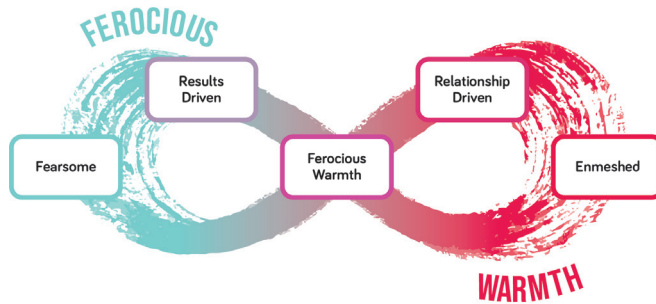 FEROCIOUS
Results
Driven
Relationship
Driven
Fearsome
Ferocious
Warmth
Enmeshed
WARMTH